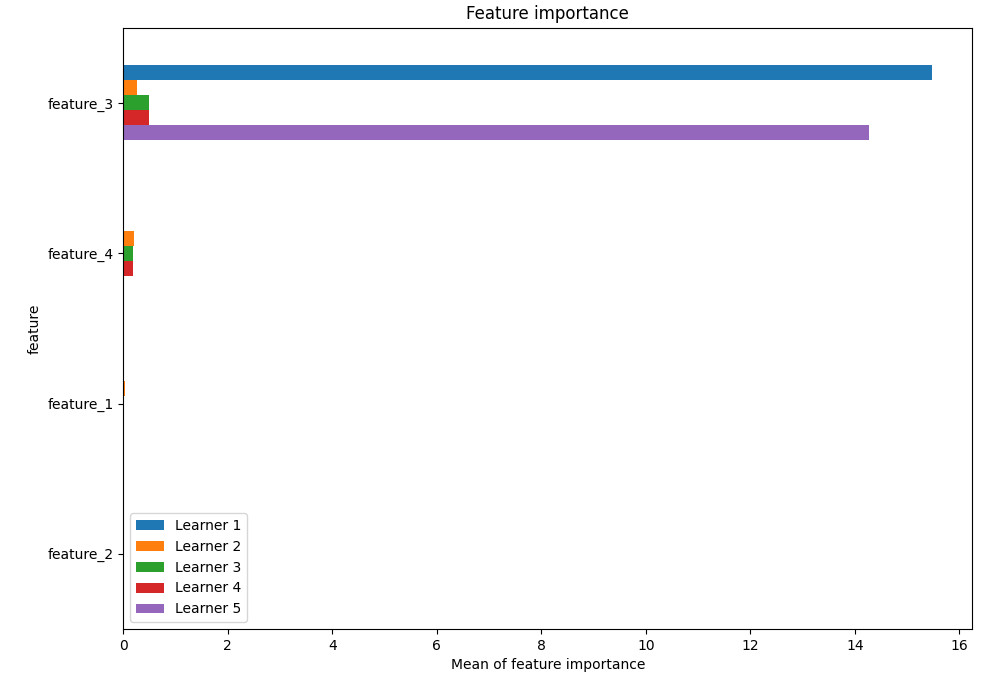 Feature importance
feature_3
feature_4
feature_1
feature_2
feature
Learner 1
Learner 2
Learner 3
Learner 4
Learner 5
0 2 4 6 8 10 12 14 16
Mean of feature importance